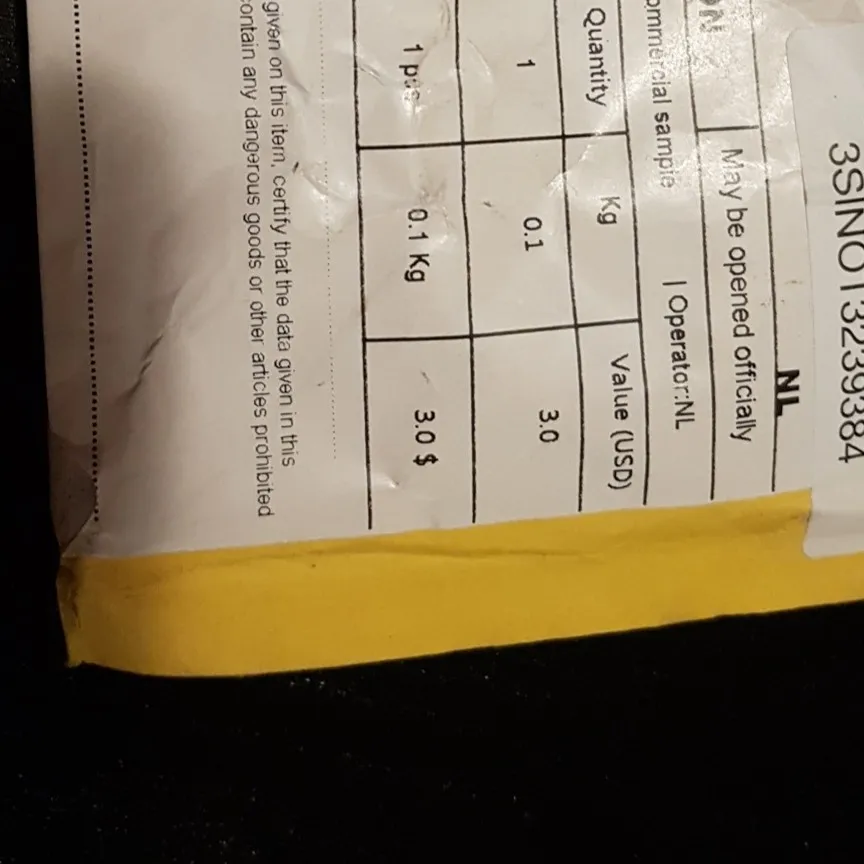 3SINO13239384
NL
May be opened officially
ommercial sample | Operator:NL
Quantity Kg Value (USD)
1 0.1 3.0
1 0.1 Kg 3.0 $
given on this item, certify that the data given in this
contain any dangerous goods or other articles prohibited